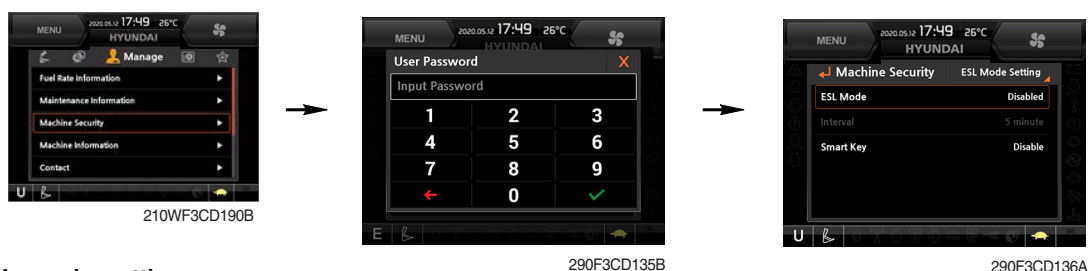 MENU
2020.05.12 17:49 26°C
HYUNDAI
Manage
Fuel Rate Information
Maintenance Information
Machine Security
Machine Information
Contact
U
210WF3CD190B
MENU
2020.05.12 17:49 26°C
HYUNDAI
User Password X
Input Password
1 2 3
4 5 6
7 8 9
0
E
290F3CD135B
MENU
2020.05.12 17:49 26°C
HYUNDAI
Machine Security ESL Mode Setting
ESL Mode Disabled
Interval 5 minute
Smart Key Disable
U
290F3CD136A